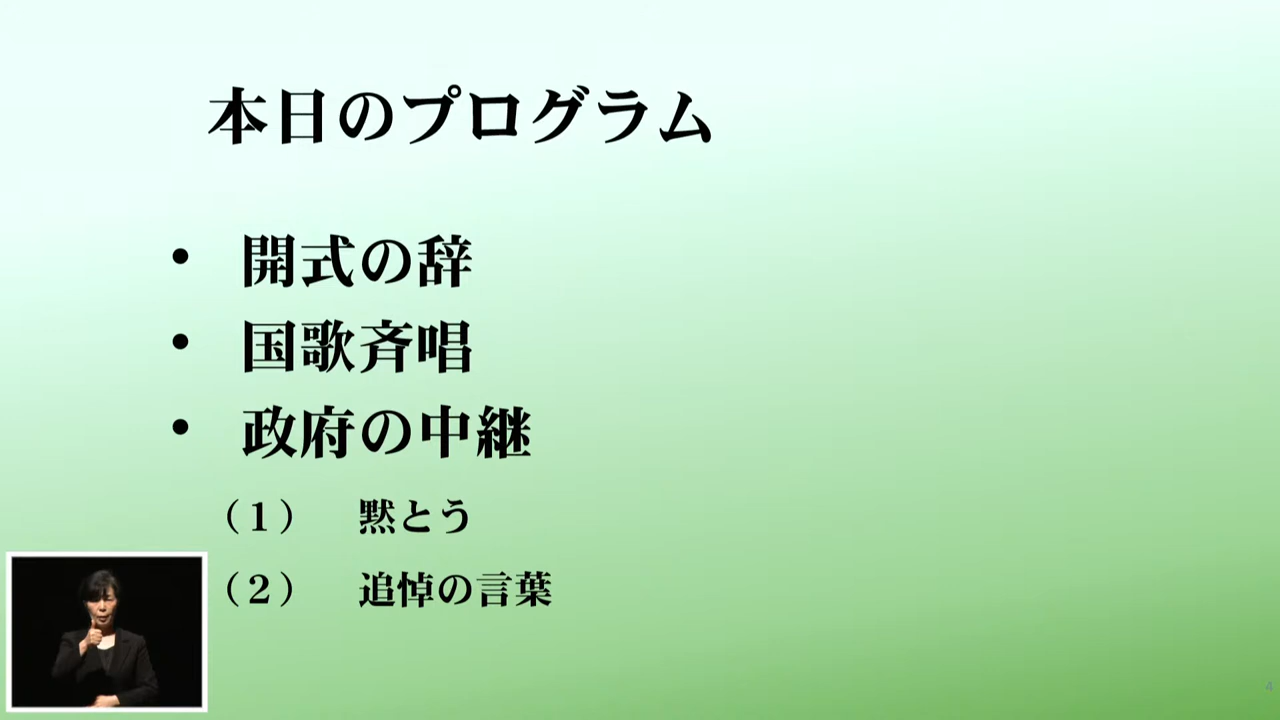 本日のプログラム
• 開式の辞
• 国歌斉唱
• 政府の中継
（１）　黙とう
（２）　追悼の言葉
4